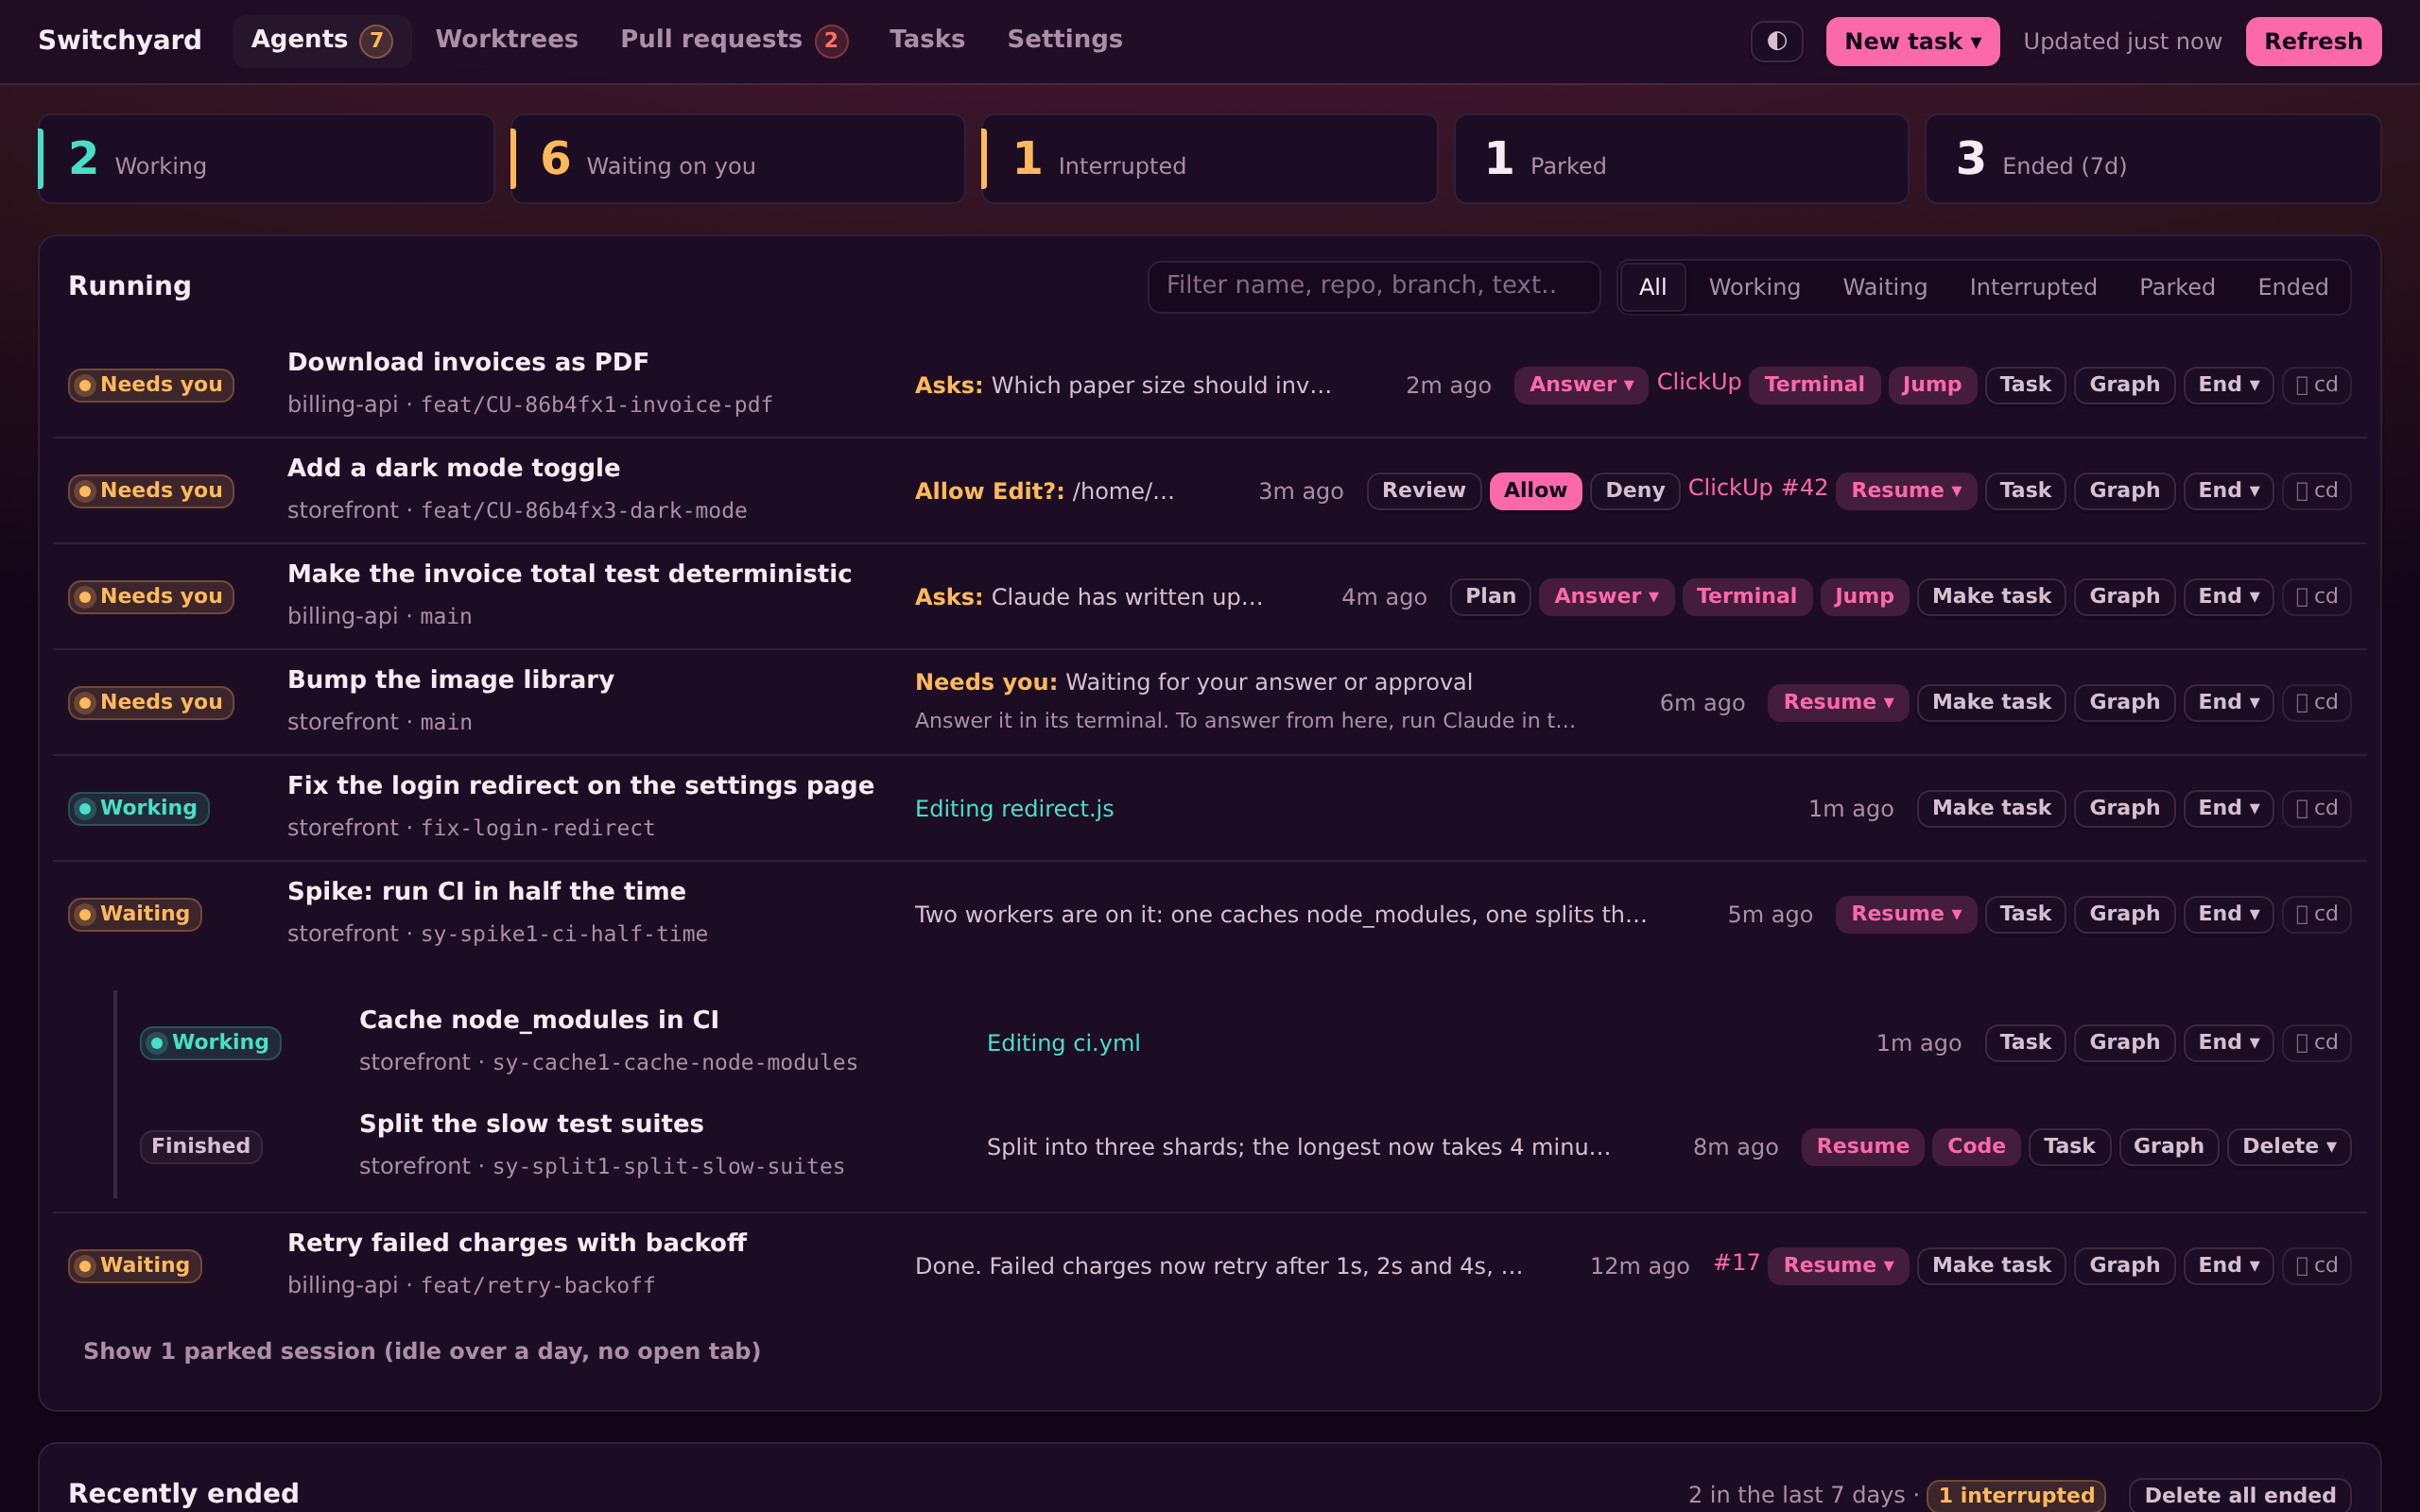 Switchyard Agents 7 Worktrees Pull requests 2 Tasks Settings ◐ New task ▾ Updated just now Refresh
2 Working 6 Waiting on you 1 Interrupted 1 Parked 3 Ended (7d)
Running Filter name, repo, branch, text.. All Working Waiting Interrupted Parked Ended
Download invoices as PDF
Needs you Asks: Which paper size should inv… 2m ago Answer ▾ ClickUp Terminal Jump Task Graph End ▾ cd
billing-api · feat/CU-86b4fx1-invoice-pdf
Add a dark mode toggle
Needs you Allow Edit?: /home/… 3m ago Review Allow Deny ClickUp #42 Resume ▾ Task Graph End ▾ cd
storefront · feat/CU-86b4fx3-dark-mode
Make the invoice total test deterministic
Needs you Asks: Claude has written up… 4m ago Plan Answer ▾ Terminal Jump Make task Graph End ▾ cd
billing-api · main
Bump the image library
Needs you: Waiting for your answer or approval
Needs you 6m ago Resume ▾ Make task Graph End ▾ cd
storefront · main
Answer it in its terminal. To answer from here, run Claude in t…
Fix the login redirect on the settings page
Working Editing redirect.js 1m ago Make task Graph End ▾ cd
storefront · fix-login-redirect
Spike: run CI in half the time
Waiting Two workers are on it: one caches node_modules, one splits th… 5m ago Resume ▾ Task Graph End ▾ cd
storefront · sy-spike1-ci-half-time
Cache node_modules in CI
Working Editing ci.yml 1m ago Task Graph End ▾ cd
storefront · sy-cache1-cache-node-modules
Split the slow test suites
Finished Split into three shards; the longest now takes 4 minu… 8m ago Resume Code Task Graph Delete ▾
storefront · sy-split1-split-slow-suites
Retry failed charges with backoff
Waiting Done. Failed charges now retry after 1s, 2s and 4s, … 12m ago #17 Resume ▾ Make task Graph End ▾ cd
billing-api · feat/retry-backoff
Show 1 parked session (idle over a day, no open tab)
Recently ended 2 in the last 7 days · 1 interrupted Delete all ended